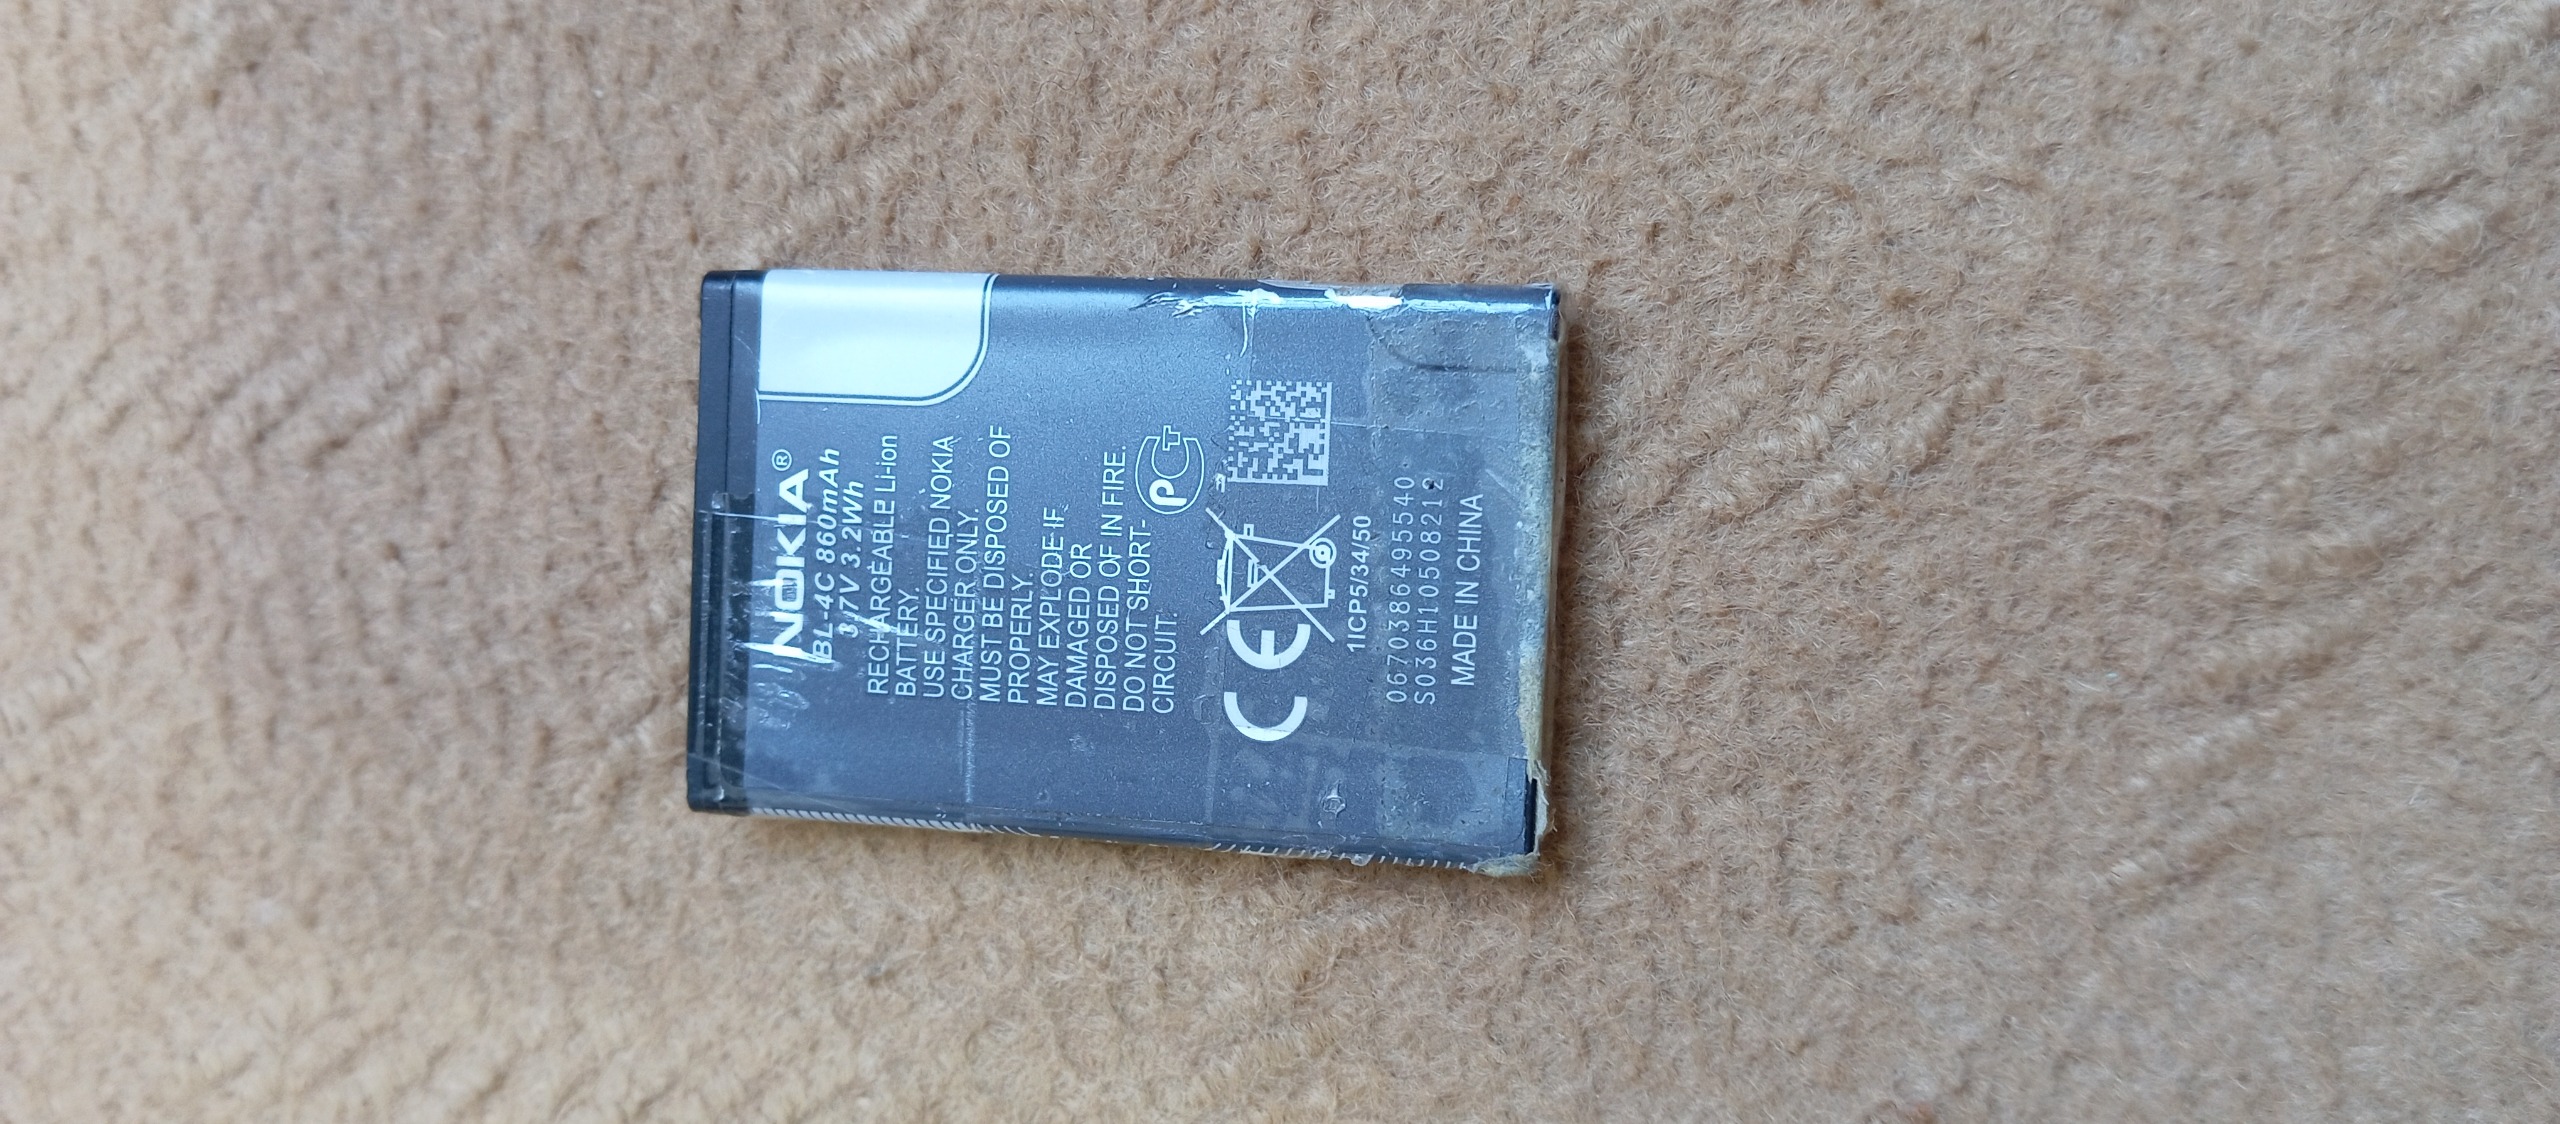 NOKIA®
BL-4C 860mAh
3.7V 3.2Wh
RECHARGEABLE Li-ion
BATTERY.
USE SPECIFIED NOKIA
CHARGER ONLY.
MUST BE DISPOSED OF
PROPERLY.
MAY EXPLODE IF
DAMAGED OR
DISPOSED OF IN FIRE.
DO NOT SHORT-
CIRCUIT.
РСТ
CE
1ICP5/34/50
0670386495540
S036H10508212
MADE IN CHINA